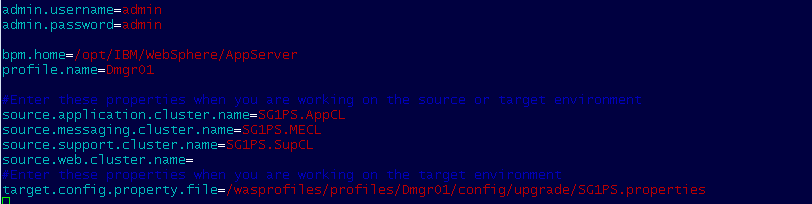 admin.username=admin
admin.password=admin
bpm.home=/opt/IBM/WebSphere/AppServer
profile.name=Dmgr01
#Enter these properties when you are working on the source or target environment
source.application.cluster.name=SG1PS.AppCL
source.messaging.cluster.name=SG1PS.MECL
source.support.cluster.name=SG1PS.SupCL
source.web.cluster.name=
#Enter these properties when you are working on the target environment
target.config.property.file=/wasprofiles/profiles/Dmgr01/config/upgrade/SG1PS.properties